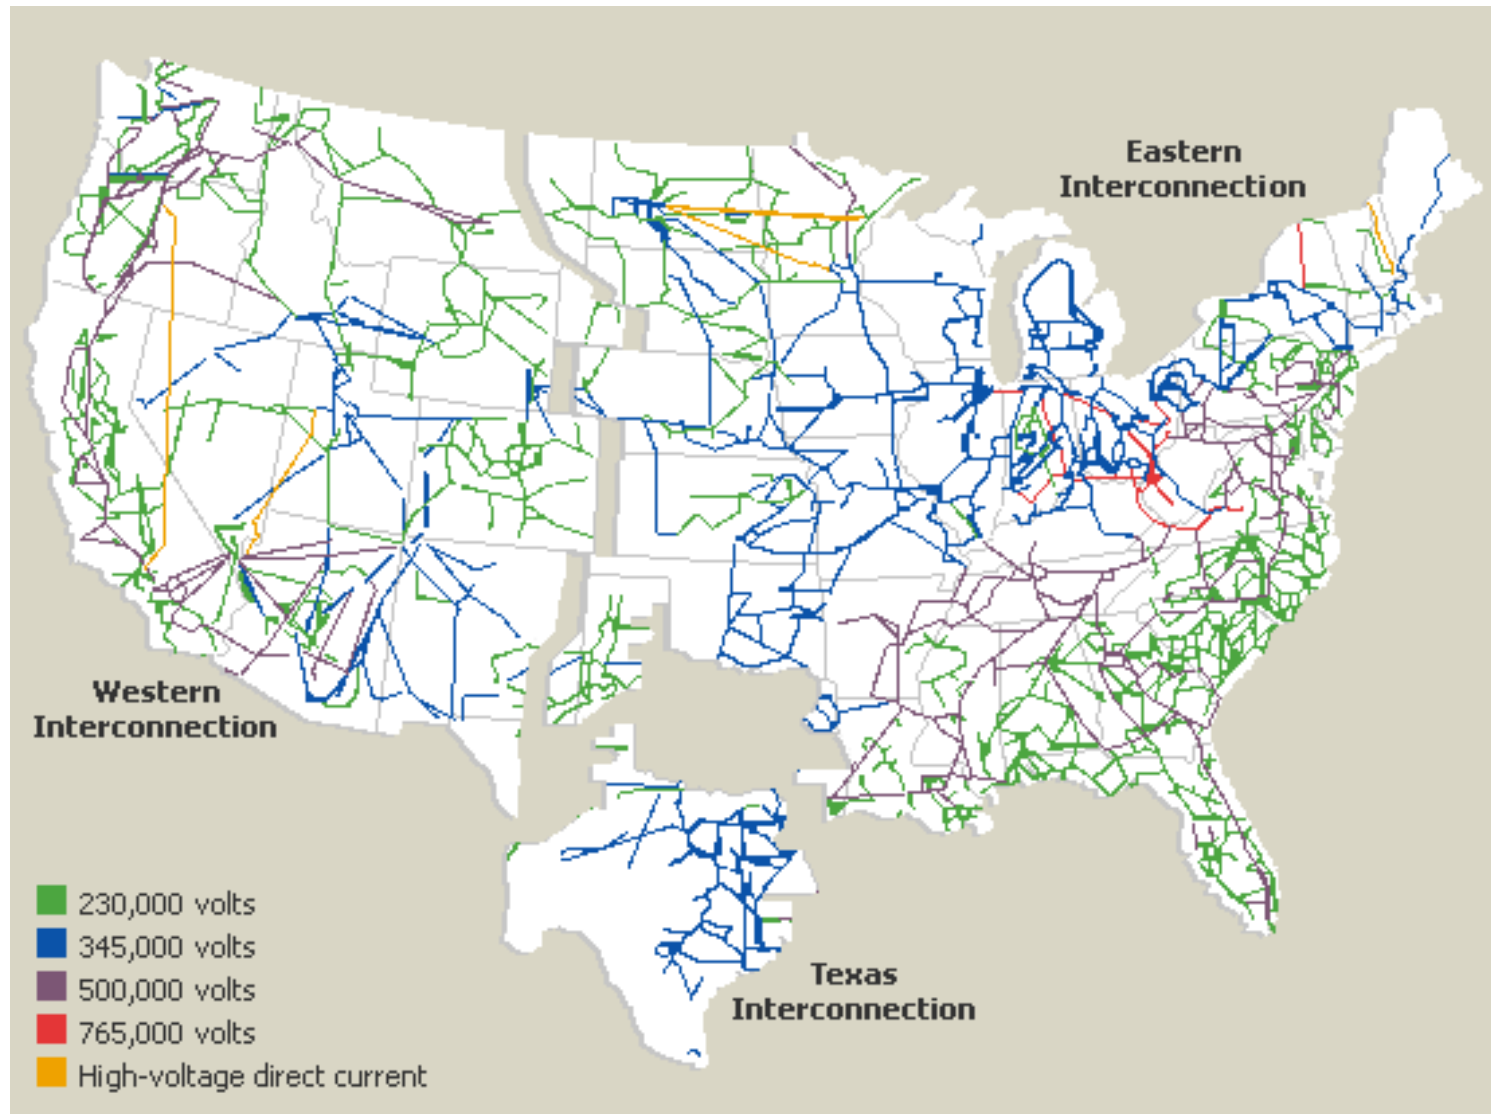 Eastern
Interconnection
Western
Interconnection
Texas
Interconnection
230,000 volts
345,000 volts
500,000 volts
765,000 volts
High-voltage direct current